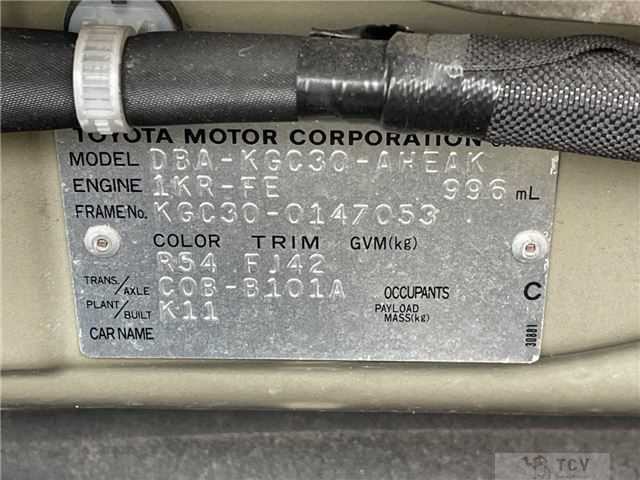 TOYOTA MOTOR CORPORATION
MODEL DBA-KGC30-AHEAK
ENGINE 1KR-FE 996 mL
FRAME No. KGC30-0147053
COLOR TRIM GVM(kg)
R54 FJ42
TRANS./AXLE C0B-B101A OCCUPANTS C
PLANT/BUILT K11 PAYLOAD MASS(kg)
CAR NAME
30881
TCV